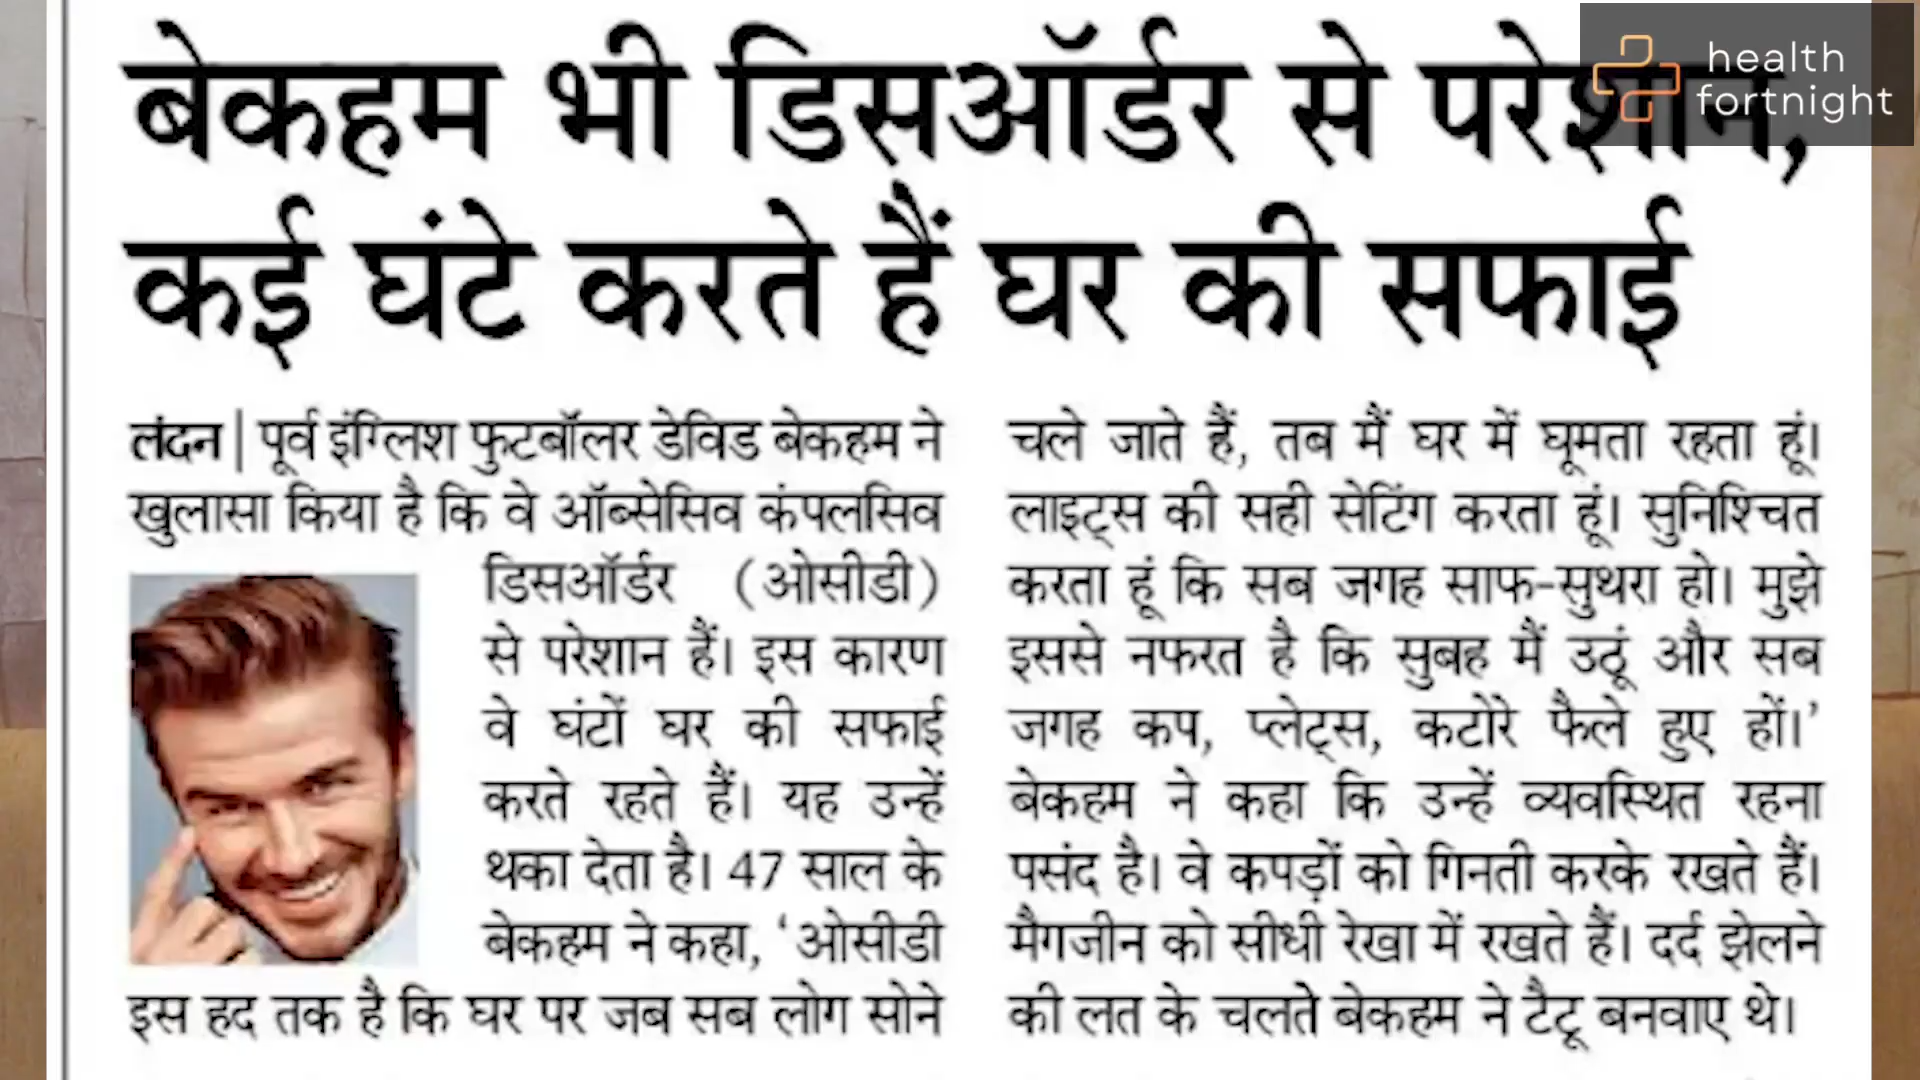 बेकहम भी डिसऑर्डर से परेशान,
कई घंटे करते हैं घर की सफाई
health
fortnight
लंदन | पूर्व इंग्लिश फुटबॉलर डेविड बेकहम ने
खुलासा किया है कि वे ऑब्सेसिव कंपलसिव
डिसऑर्डर (ओसीडी)
से परेशान हैं। इस कारण
वे घंटों घर की सफाई
करते रहते हैं। यह उन्हें
थका देता है। 47 साल के
बेकहम ने कहा, ‘ओसीडी
इस हद तक है कि घर पर जब सब लोग सोने
चले जाते हैं, तब मैं घर में घूमता रहता हूं।
लाइट्स की सही सेटिंग करता हूं। सुनिश्चित
करता हूं कि सब जगह साफ-सुथरा हो। मुझे
इससे नफरत है कि सुबह मैं उठूं और सब
जगह कप, प्लेट्स, कटोरे फैले हुए हों।’
बेकहम ने कहा कि उन्हें व्यवस्थित रहना
पसंद है। वे कपड़ों को गिनती करके रखते हैं।
मैगजीन को सीधी रेखा में रखते हैं। दर्द झेलने
की लत के चलते बेकहम ने टैटू बनवाए थे।